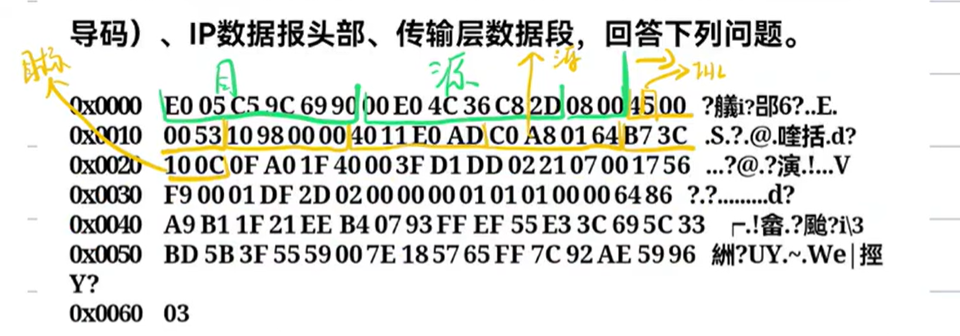 导码）、IP数据报头部、传输层数据段，回答下列问题。
目标 目 源 源 IHL
0x0000 E0 05 C5 9C 69 90 00 E0 4C 36 C8 2D 08 00 45 00 ?艤i?郘6?..E.
0x0010 00 53 10 98 00 00 40 11 E0 AD C0 A8 01 64 B7 3C .S.?.@.喹括.d?
0x0020 10 0C 0F A0 1F 40 00 3F D1 DD 02 21 07 00 17 56 ...?@.?演.!...V
0x0030 F9 00 01 DF 2D 02 00 00 00 00 01 01 01 00 00 64 86 ?.?.........d?
0x0040 A9 B1 1F 21 EE B4 07 93 FF EF 55 E3 3C 69 5C 33 ┌.!畲.?颱?i\3
0x0050 BD 5B 3F 55 59 00 7E 18 57 65 FF 7C 92 AE 59 96 絒?UY.~.We|挳
Y?
0x0060 03